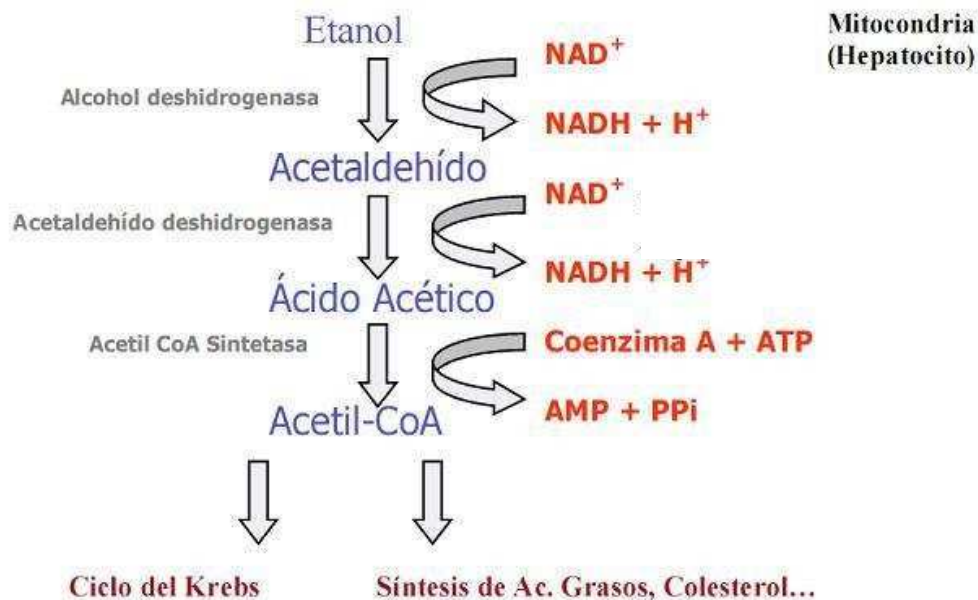 Etanol
Mitocondria
(Hepatocito)
NAD+
Alcohol deshidrogenasa
NADH + H+
Acetaldehído
NAD+
Acetaldehído deshidrogenasa
NADH + H+
Ácido Acético
Acetil CoA Sintetasa
Coenzima A + ATP
AMP + PPi
Acetil-CoA
Ciclo del Krebs
Síntesis de Ac. Grasos, Colesterol...